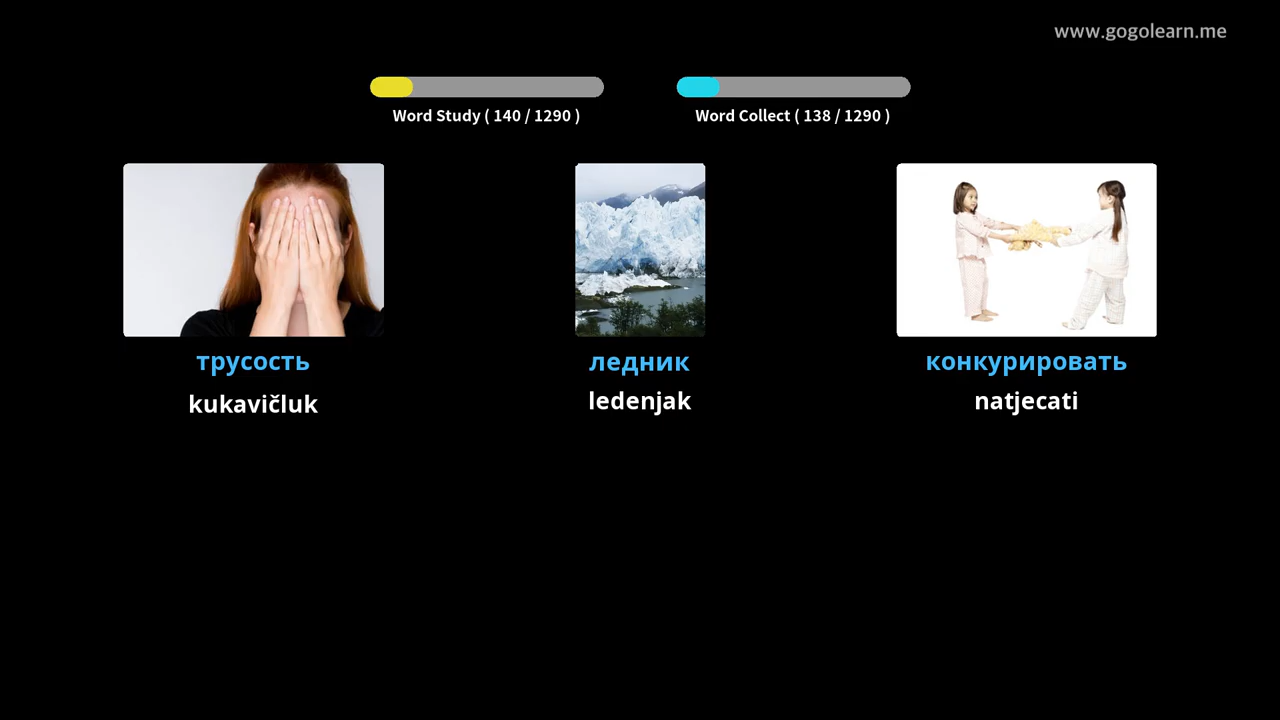 www.gogolearn.me
Word Study ( 140 / 1290 )
Word Collect ( 138 / 1290 )
трусость
ледник
конкурировать
kukavičluk
ledenjak
natjecati